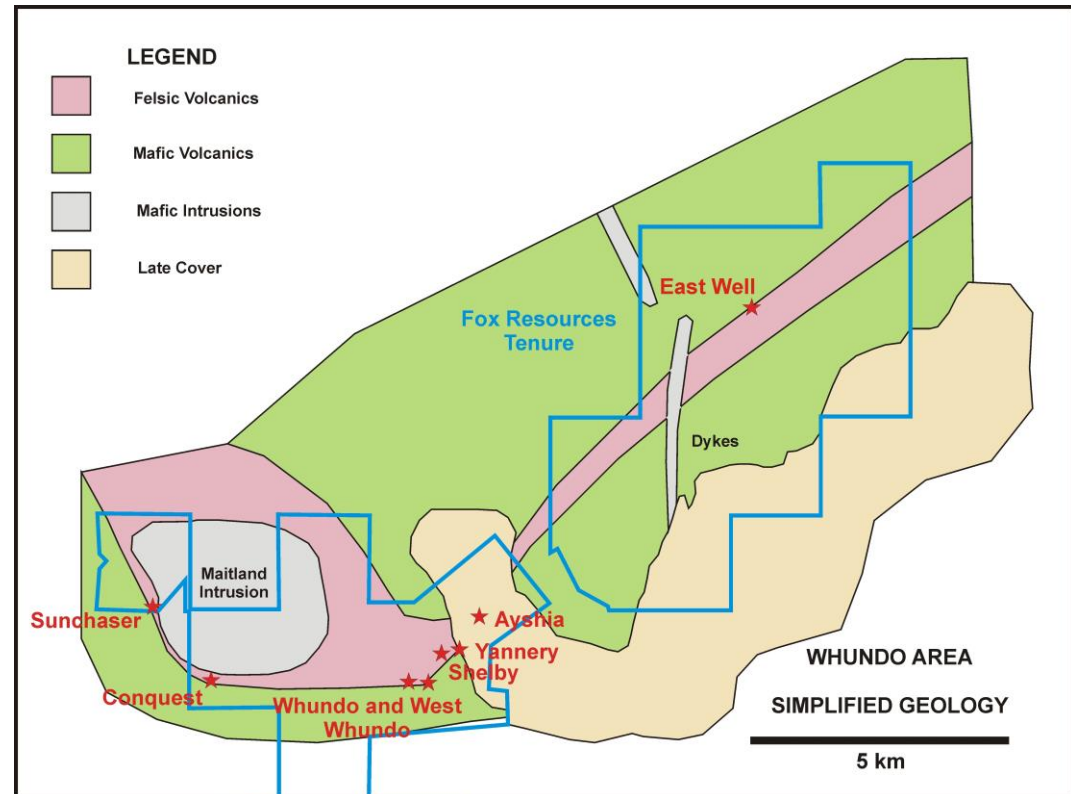 LEGEND
Felsic Volcanics
Mafic Volcanics
Mafic Intrusions
Late Cover
East Well
Fox Resources
Tenure
Dykes
Maitland
Intrusion
Sunchaser
Ayshia
Yannery
Shelby
Conquest
Whundo and West
Whundo
WHUNDO AREA
SIMPLIFIED GEOLOGY
5 km